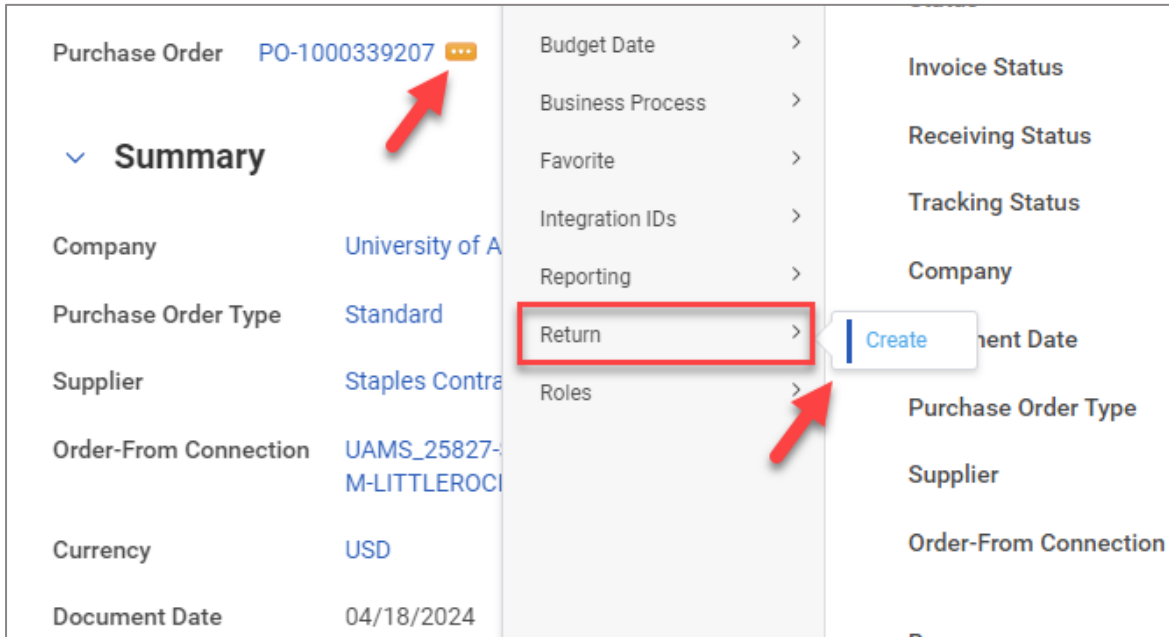 Purchase Order PO-1000339207
Summary
Company University of A
Purchase Order Type Standard
Supplier Staples Contra
Order-From Connection UAMS_25827-
M-LITTLEROC
Currency USD
Document Date 04/18/2024
Budget Date
Business Process
Favorite
Integration IDs
Reporting
Return
Roles
Create
Invoice Status
Receiving Status
Tracking Status
Company
ent Date
Purchase Order Type
Supplier
Order-From Connection